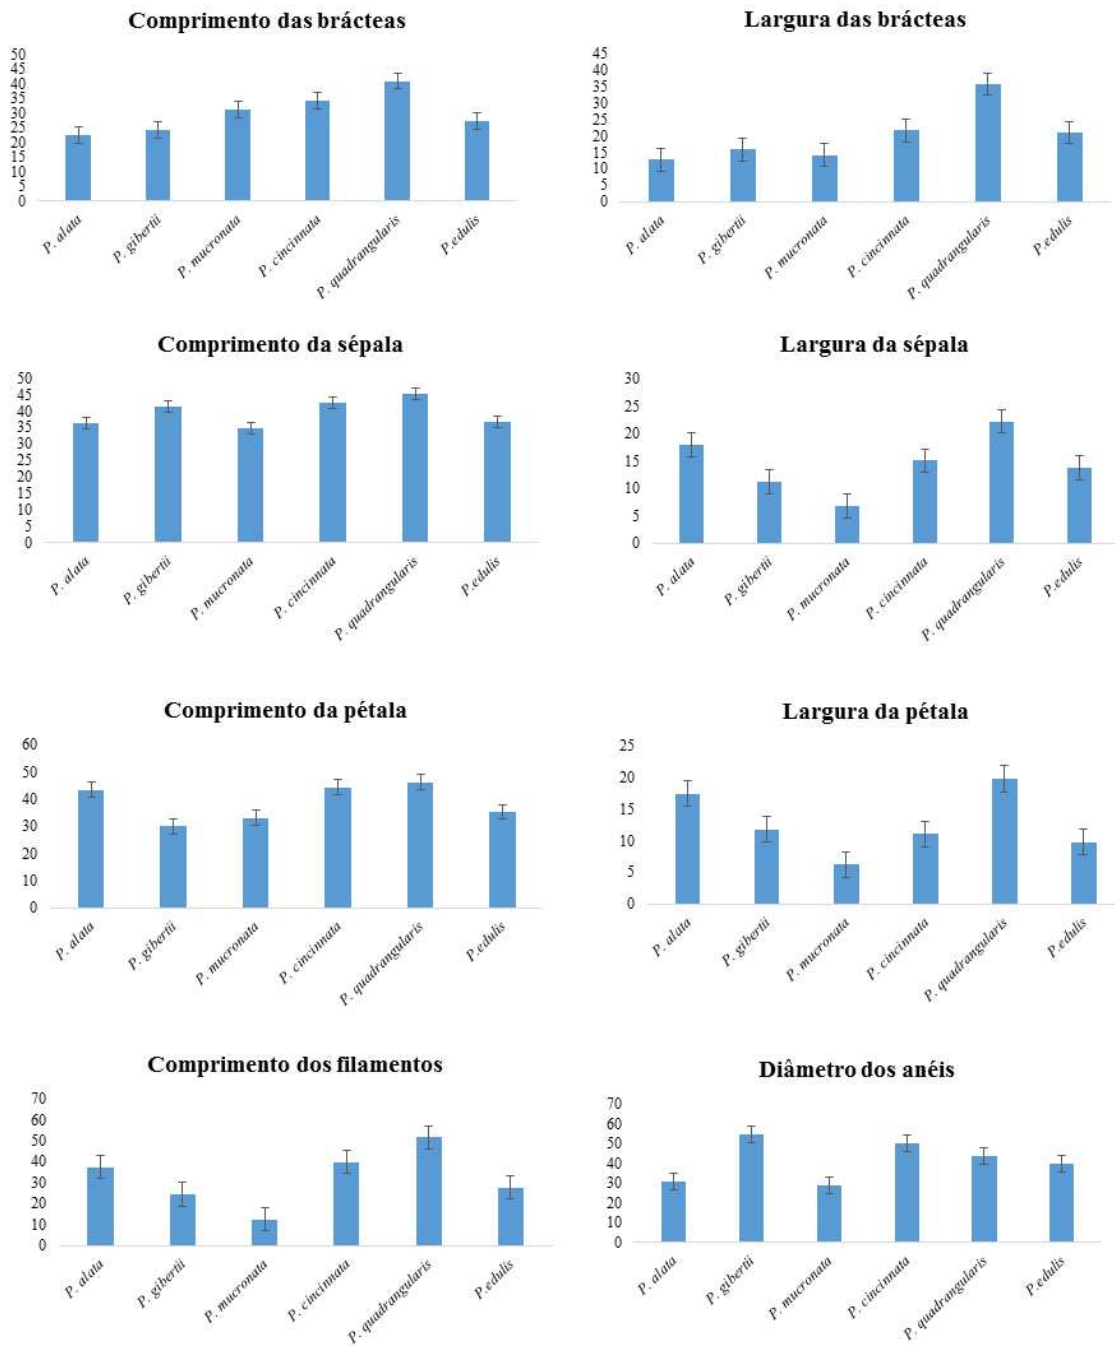 Comprimento das brácteas
50
45
40
35
30
25
20
15
10
5
0
P. alata
P. gibertii
P. mucronata
P. cincinnata
P. quadrangularis
P.edulis
Largura das brácteas
45
40
35
30
25
20
15
10
5
0
P. alata
P. gibertii
P. mucronata
P. cincinnata
P. quadrangularis
P.edulis
Comprimento da sépala
50
45
40
35
30
25
20
15
10
5
0
P. alata
P. gibertii
P. mucronata
P. cincinnata
P. quadrangularis
P.edulis
Largura da sépala
30
25
20
15
10
5
0
P. alata
P. gibertii
P. mucronata
P. cincinnata
P. quadrangularis
P.edulis
Comprimento da pétala
60
50
40
30
20
10
0
P. alata
P. gibertii
P. mucronata
P. cincinnata
P. quadrangularis
P.edulis
Largura da pétala
25
20
15
10
5
0
P. alata
P. gibertii
P. mucronata
P. cincinnata
P. quadrangularis
P.edulis
Comprimento dos filamentos
70
60
50
40
30
20
10
0
P. alata
P. gibertii
P. mucronata
P. cincinnata
P. quadrangularis
P.edulis
Diâmetro dos anéis
70
60
50
40
30
20
10
0
P. alata
P. gibertii
P. mucronata
P. cincinnata
P. quadrangularis
P.edulis